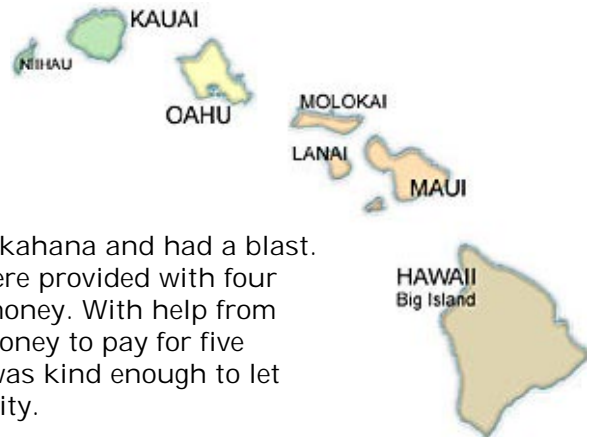 KAUAI
NIIHAU
OAHU
MOLOKAI
LANAI
MAUI
kahana and had a blast.
ere provided with four
noney. With help from
oney to pay for five
was kind enough to let
ity.
HAWAII
Big Island